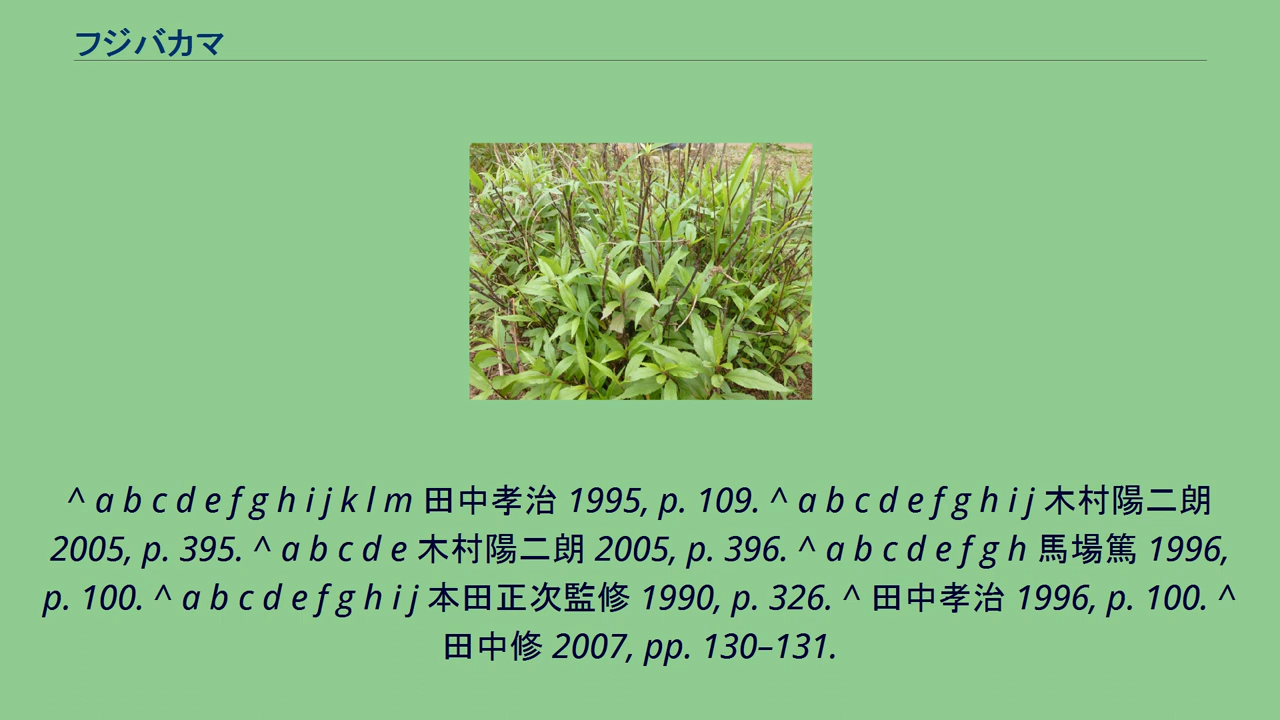 フジバカマ
^ a b c d e f g h i j k l m 田中孝治 1995, p. 109. ^ a b c d e f g h i j 木村陽二朗
2005, p. 395. ^ a b c d e 木村陽二朗 2005, p. 396. ^ a b c d e f g h 馬場篤 1996,
p. 100. ^ a b c d e f g h i j 本田正次監修 1990, p. 326. ^ 田中孝治 1996, p. 100. ^
田中修 2007, pp. 130–131.